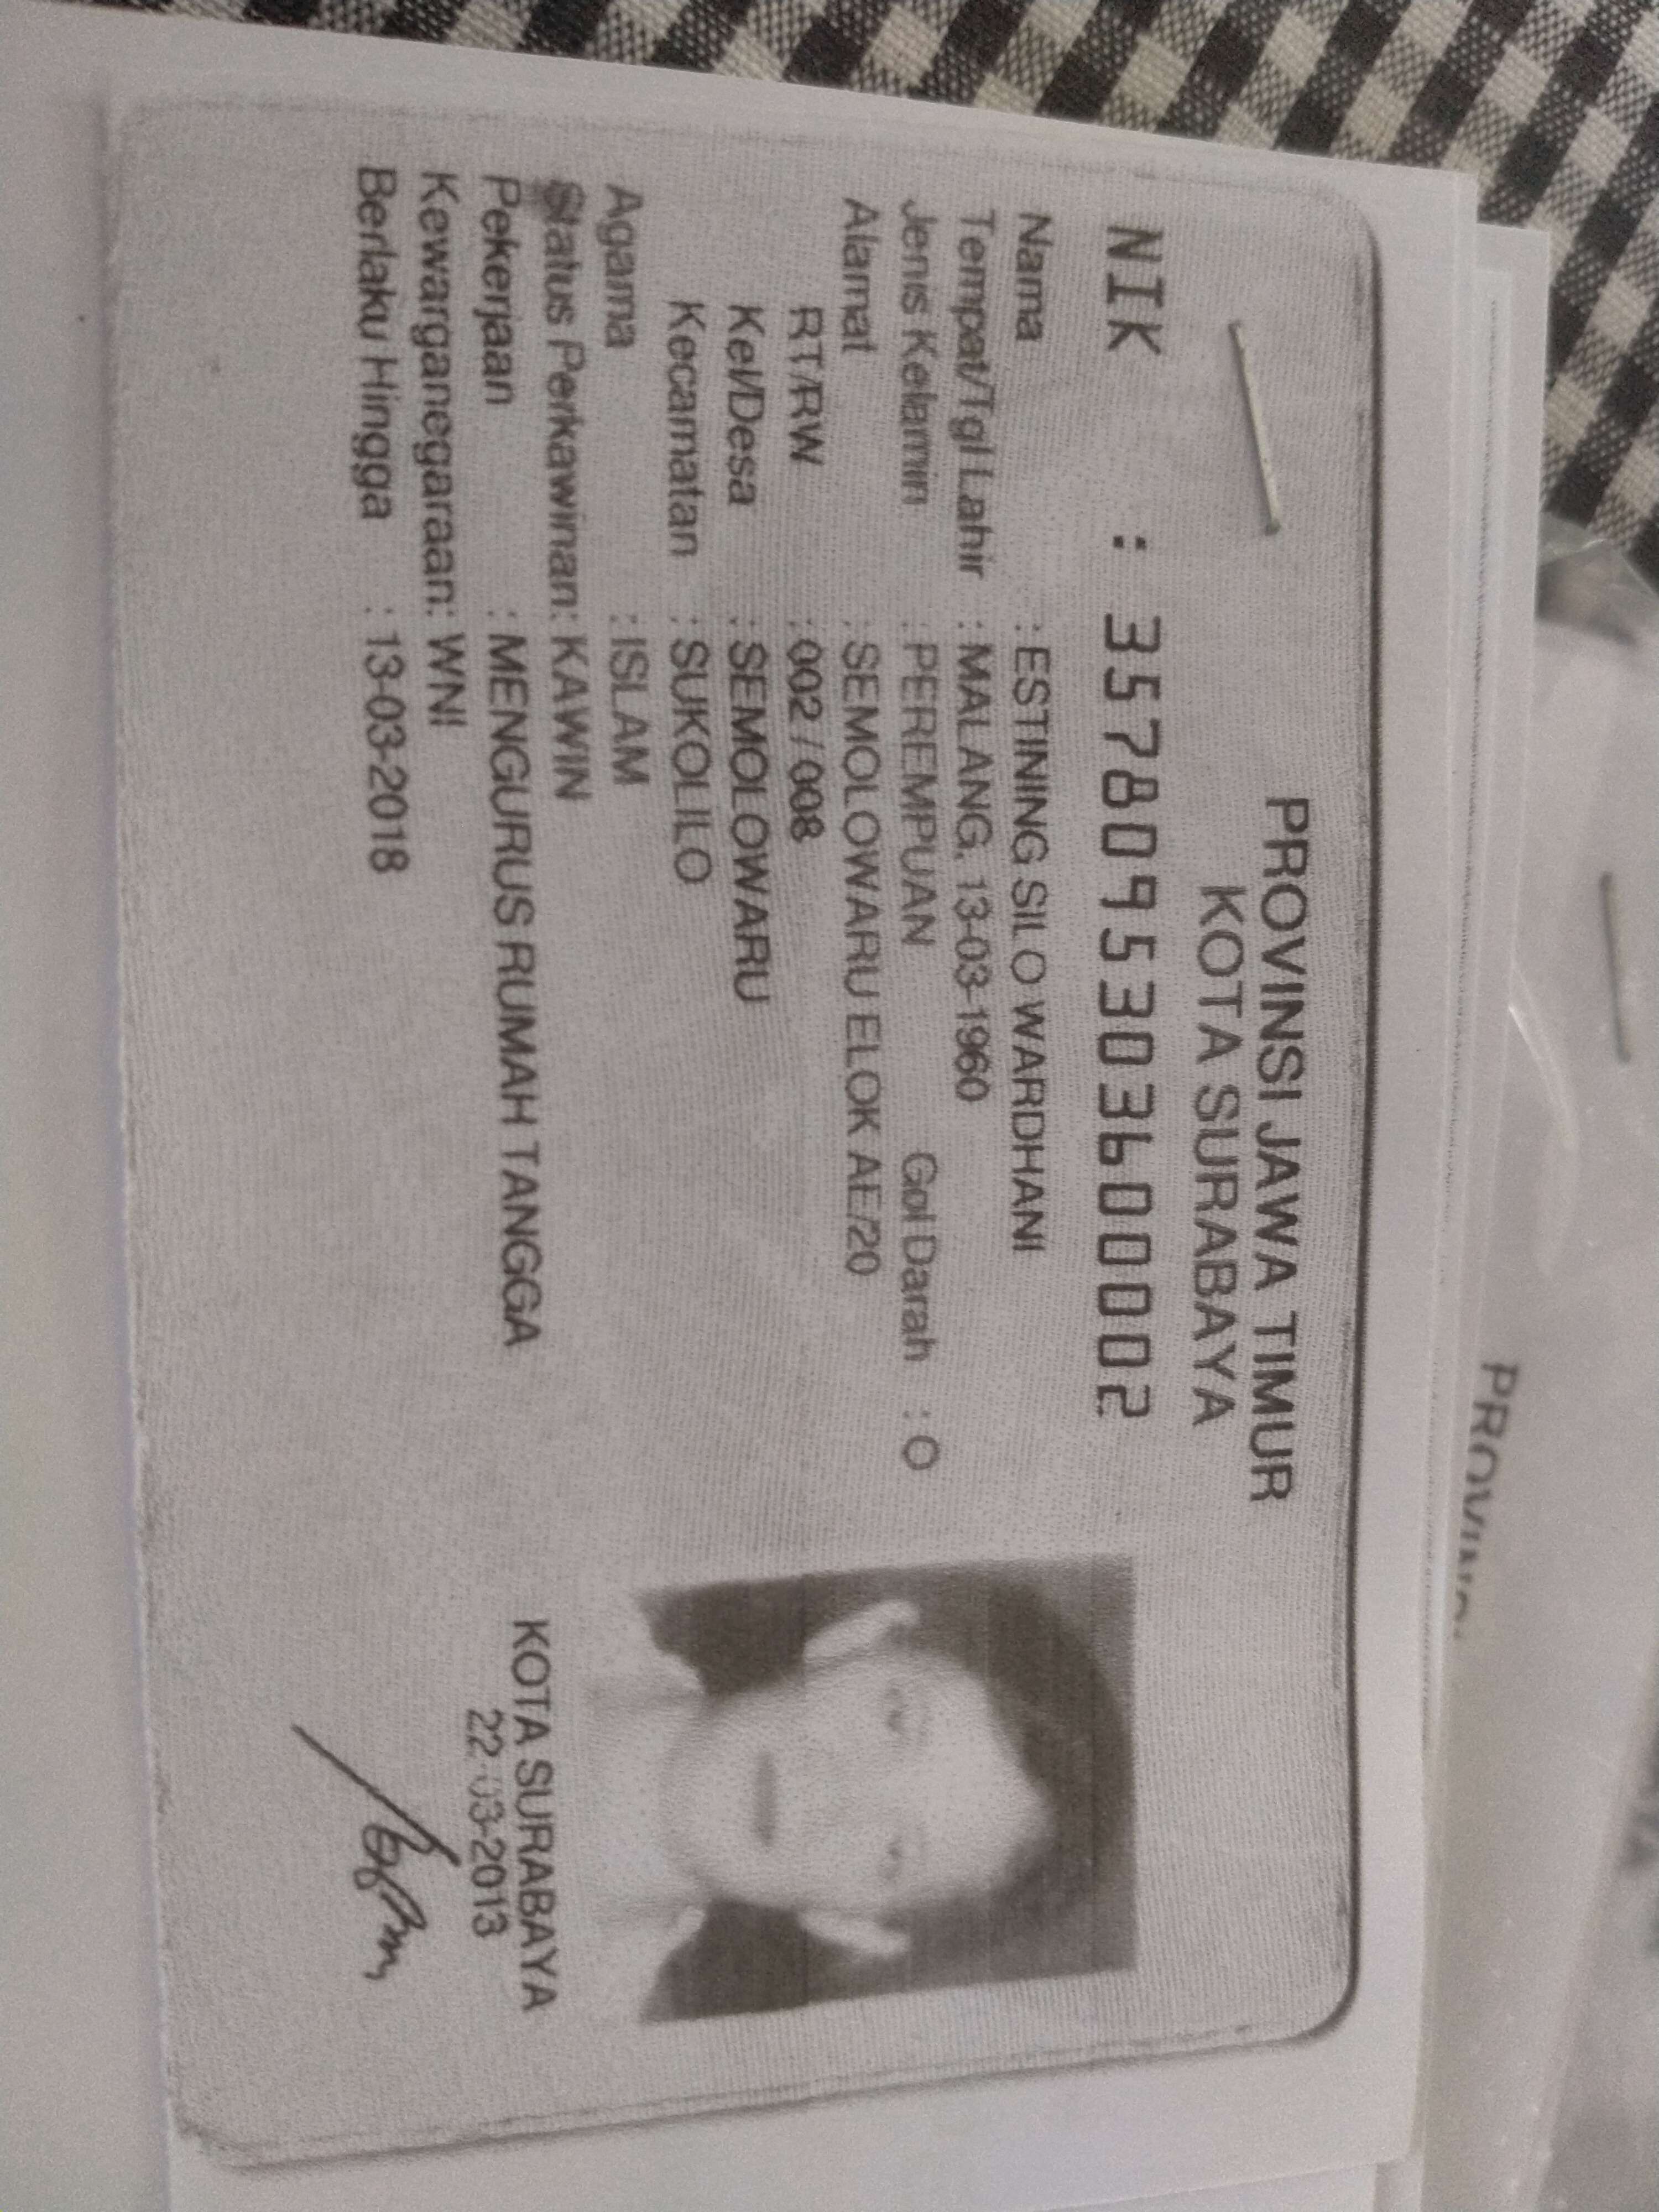 PROVINSI JAWA TIMUR
KOTA SURABAYA
NIK : 3578095303600002
Nama : ESTINING SILO WARDHANI
Tempat/Tgl Lahir : MALANG, 13-03-1960
Jenis Kelamin : PEREMPUAN Gol Darah : O
Alamat : SEMOLOWARU ELOK AE/20
RT/RW : 002 / 008
Kel/Desa : SEMOLOWARU
Kecamatan : SUKOLILO
Agama : ISLAM
Status Perkawinan: KAWIN
Pekerjaan : MENGURUS RUMAH TANGGA
Kewarganegaraan: WNI
Berlaku Hingga : 13-03-2018
KOTA SURABAYA
22-03-2013